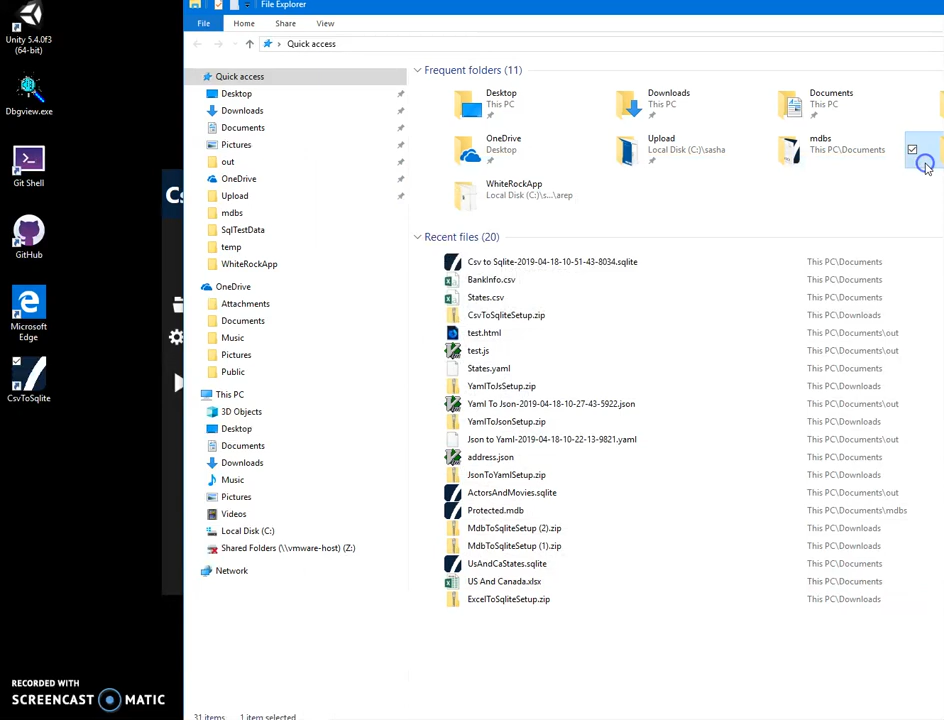 Unity 5.4.0f3
(64-bit)
Dbgview.exe
Git Shell
GitHub
Microsoft
Edge
CsvToSqlite
RECORDED WITH
SCREENCAST MATIC
Cs
File Explorer
File Home Share View
Quick access
Quick access
Desktop
Downloads
Documents
Pictures
out
OneDrive
Upload
mdbs
SqlTestData
temp
WhiteRockApp
OneDrive
Attachments
Documents
Music
Pictures
Public
This PC
3D Objects
Desktop
Documents
Downloads
Music
Pictures
Videos
Local Disk (C:)
Shared Folders (\\vmware-host) (Z:)
Network
Frequent folders (11)
Desktop
This PC
Downloads
This PC
Documents
This PC
OneDrive
Desktop
Upload
Local Disk (C:)\sasha
mdbs
This PC\Documents
WhiteRockApp
Local Disk (C:)\s...\arep
Recent files (20)
Csv to Sqlite-2019-04-18-10-51-43-8034.sqlite This PC\Documents
BankInfo.csv This PC\Documents
States.csv This PC\Documents
CsvToSqliteSetup.zip This PC\Downloads
test.html This PC\Documents\out
test.js This PC\Documents\out
States.yaml This PC\Documents
YamlToJsSetup.zip This PC\Downloads
Yaml To Json-2019-04-18-10-27-43-5922.json This PC\Documents\out
YamlToJsonSetup.zip This PC\Downloads
Json to Yaml-2019-04-18-10-22-13-9821.yaml This PC\Documents\out
address.json This PC\Documents
JsonToYamlSetup.zip This PC\Downloads
ActorsAndMovies.sqlite This PC\Documents\out
Protected.mdb This PC\Documents\mdbs
MdbToSqliteSetup (2).zip This PC\Downloads
MdbToSqliteSetup (1).zip This PC\Downloads
UsAndCaStates.sqlite This PC\Documents
US And Canada.xlsx This PC\Documents
ExcelToSqliteSetup.zip This PC\Downloads
31 items 1 item selected